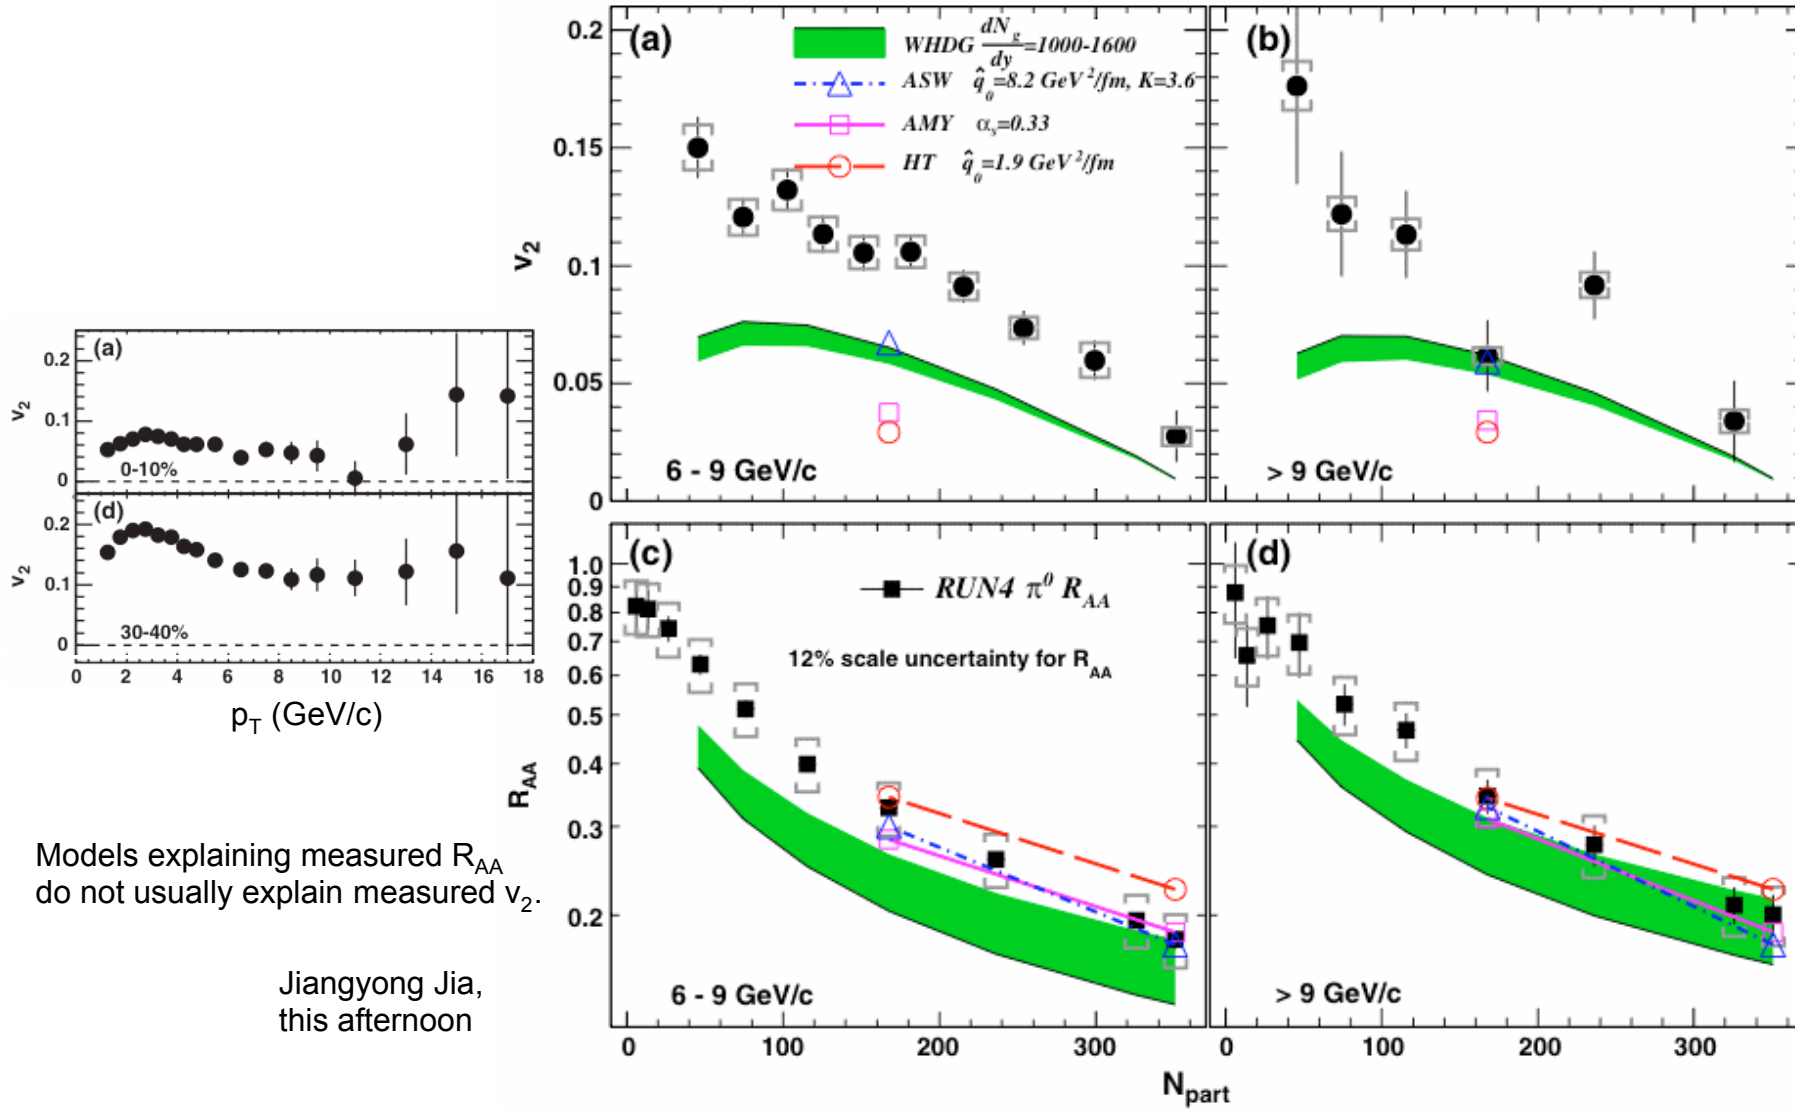 (a)
0.2
0.1
0
v2
0-10%
(d)
0.2
0.1
0
v2
30-40%
0 2 4 6 8 10 12 14 16 18
pT (GeV/c)
Models explaining measured RAA
do not usually explain measured v2.
Jiangyong Jia,
this afternoon
(a)
WHDG dNg/dy=1000-1600
ASW q̂0=8.2 GeV2/fm, K=3.6
AMY αs=0.33
HT q̂0=1.9 GeV2/fm
0.2
0.15
0.1
0.05
0
v2
6 - 9 GeV/c
(b)
> 9 GeV/c
(c)
RUN4 π0 RAA
12% scale uncertainty for RAA
1.0
0.9
0.8
0.7
0.6
0.5
0.4
0.3
0.2
RAA
6 - 9 GeV/c
(d)
> 9 GeV/c
0 100 200 300 0 100 200 300
Npart